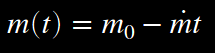 m(t) = m₀ − ṁt